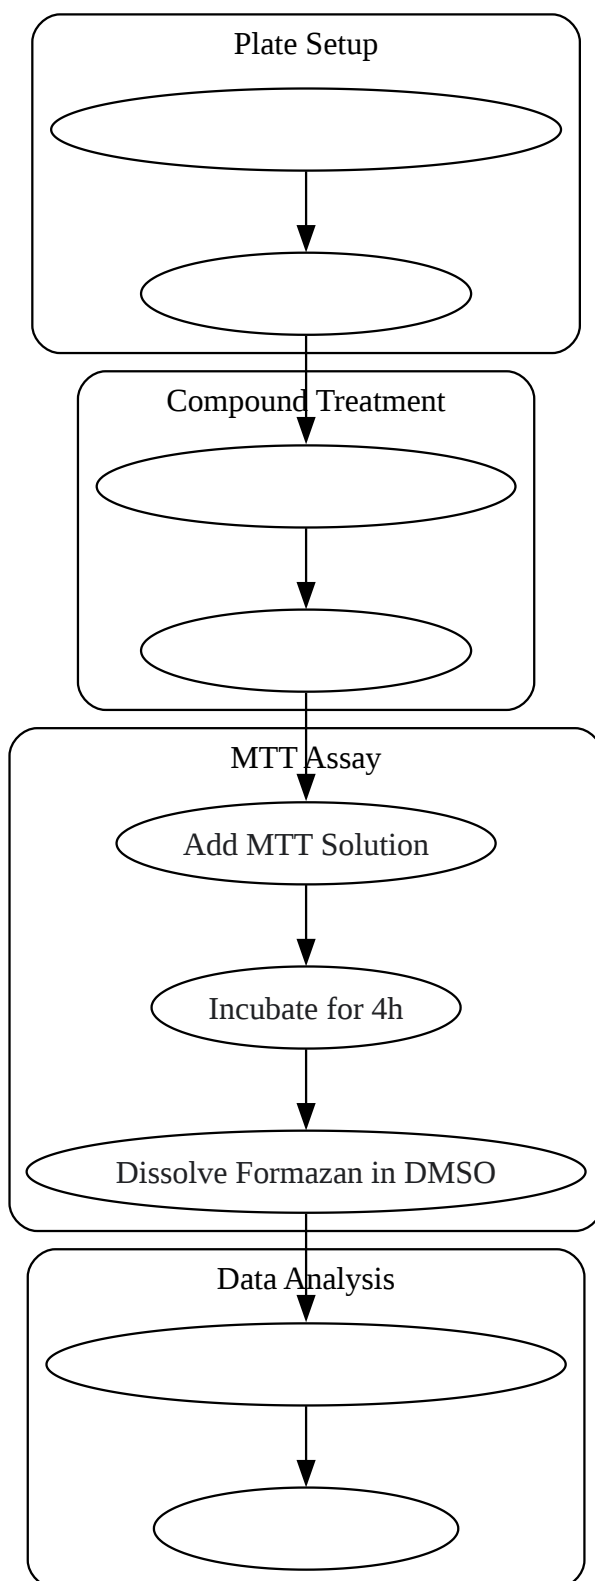 Plate Setup
Compound Treatment
MTT Assay
Add MTT Solution
Incubate for 4h
Dissolve Formazan in DMSO
Data Analysis